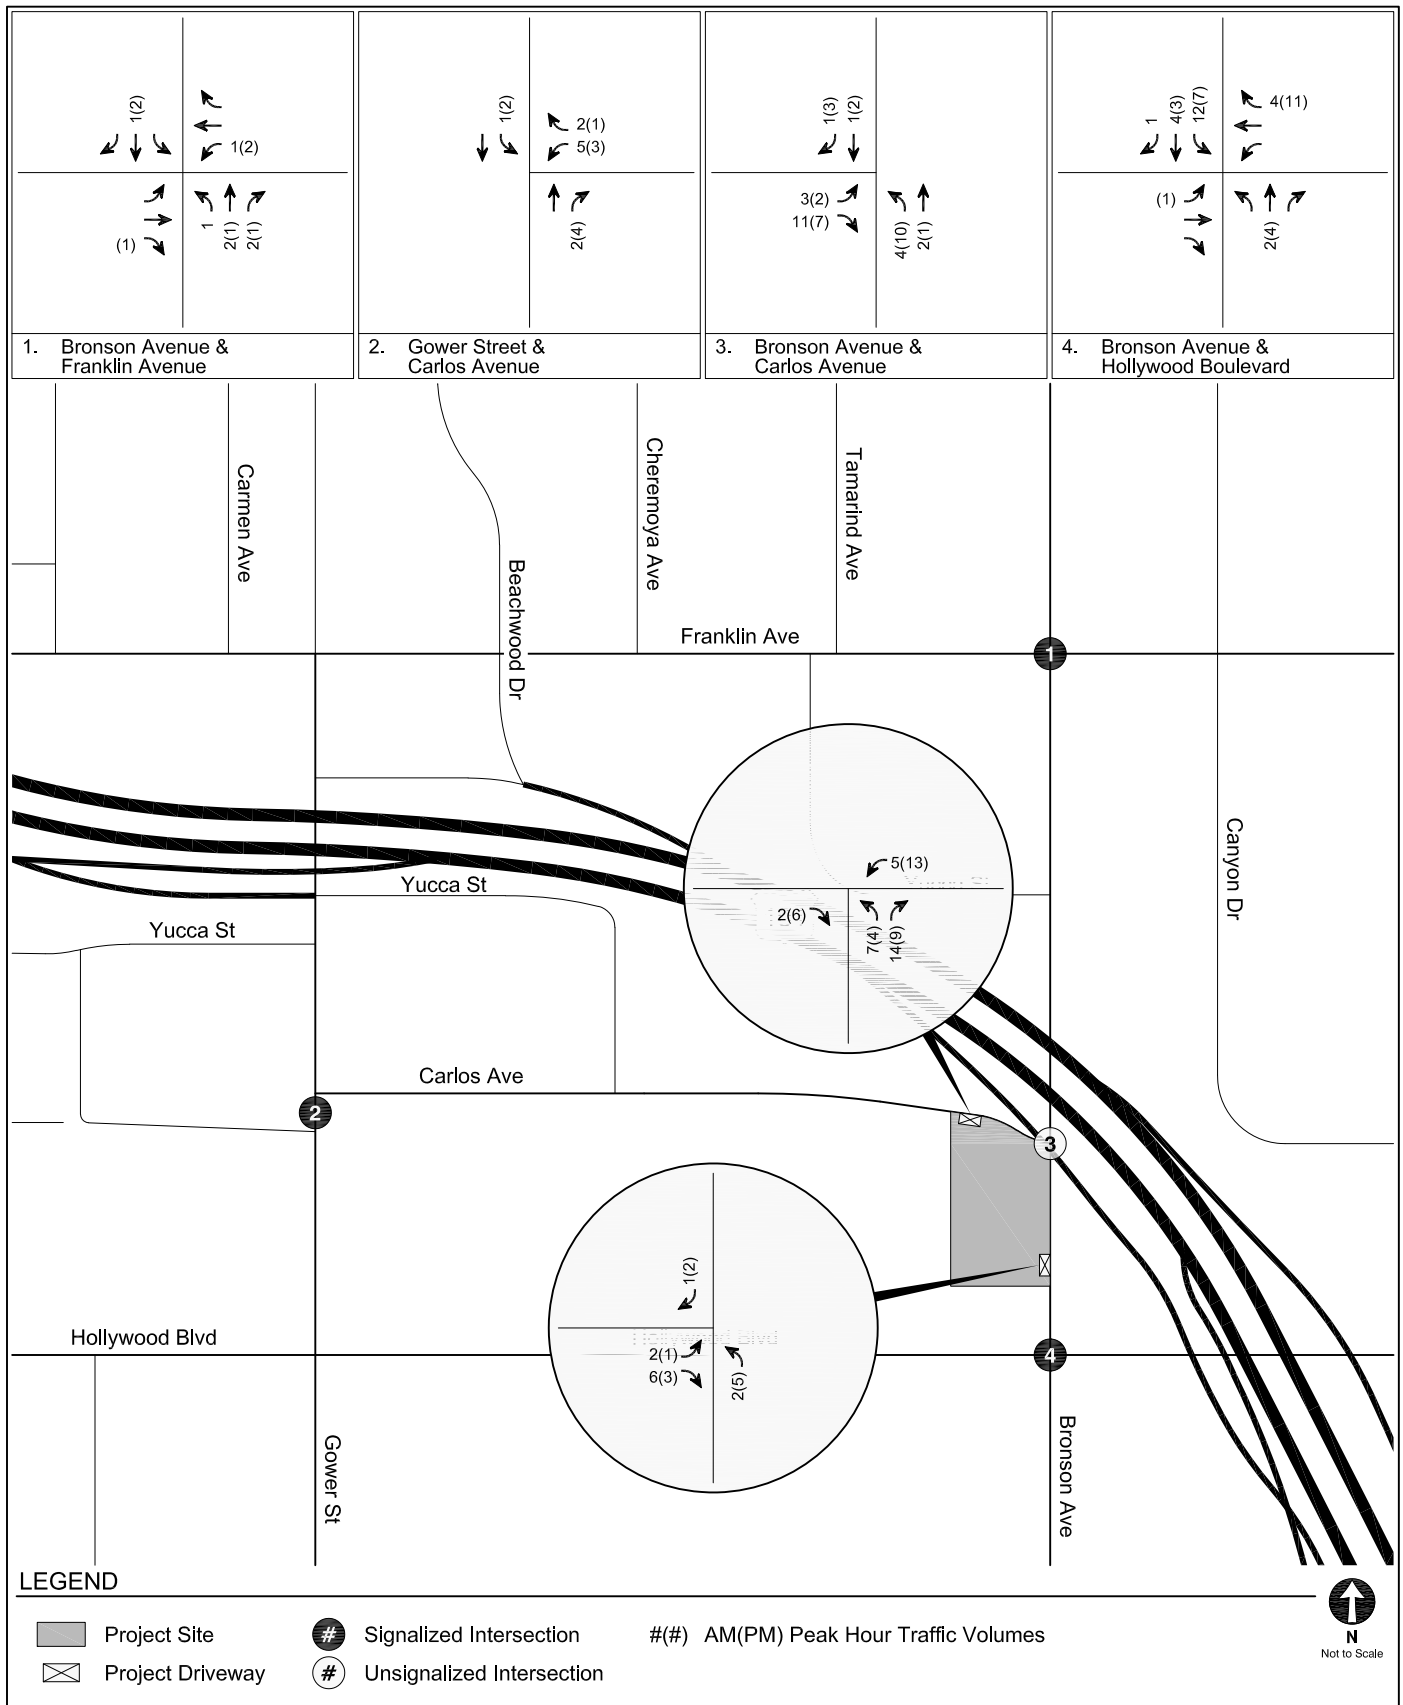 1(2)
1(2)
(1)
1
2(1)
2(1)
1. Bronson Avenue &
Franklin Avenue
1(2)
2(1)
5(3)
2(4)
2. Gower Street &
Carlos Avenue
1(3)
1(2)
3(2)
11(7)
4(10)
2(1)
3. Bronson Avenue &
Carlos Avenue
1
4(3)
12(7)
4(11)
(1)
2(4)
4. Bronson Avenue &
Hollywood Boulevard
Carmen Ave
Beachwood Dr
Cheremoya Ave
Tamarind Ave
Franklin Ave
1
Canyon Dr
Yucca St
Yucca St
5(13)
2(6)
7(4)
14(9)
Carlos Ave
2
3
1(2)
Hollywood Blvd
Hollywood Blvd
2(1)
6(3)
2(5)
4
Gower St
Bronson Ave
LEGEND
Project Site
# Signalized Intersection
#(#) AM(PM) Peak Hour Traffic Volumes
Project Driveway
# Unsignalized Intersection
N
Not to Scale